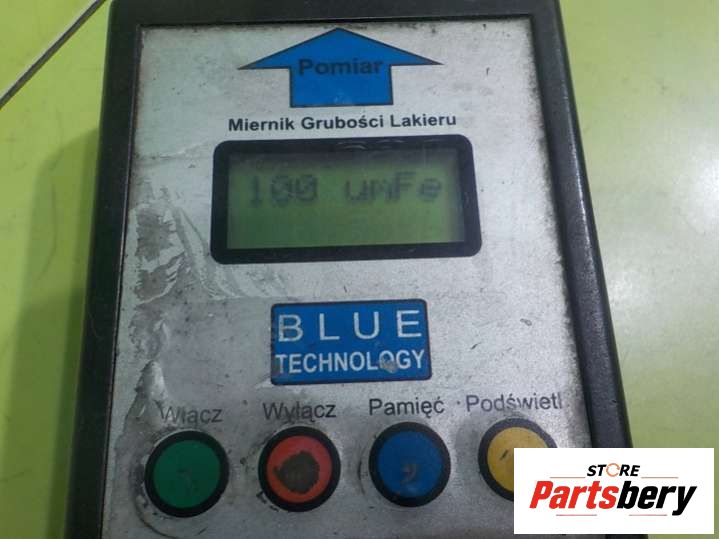 Pomiar
Miernik Grubości Lakieru
100 umFe
BLUE
TECHNOLOGY
Włącz Wyłącz Pamięć Podświetl
STORE
Partsbery